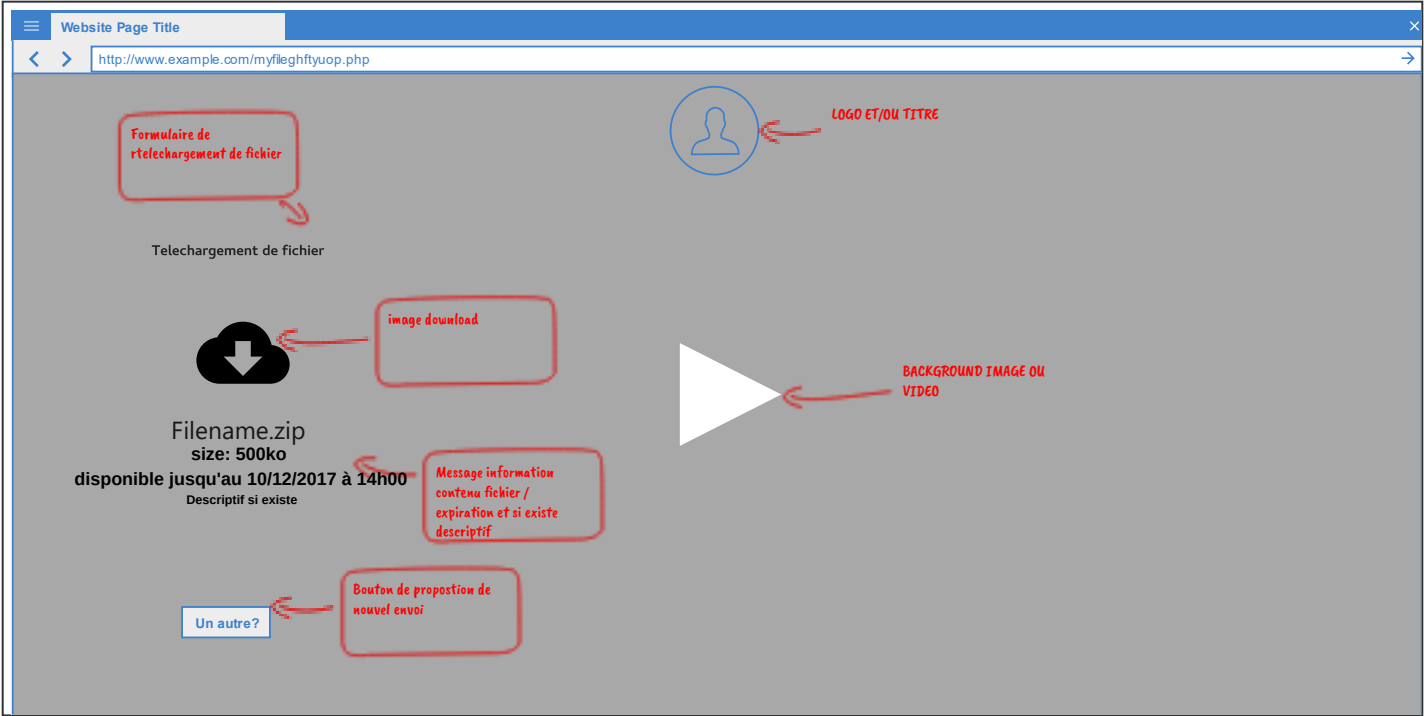 Website Page Title
http://www.example.com/myfileghftyuop.php
LOGO ET/OU TITRE
Formulaire de
rtelechargement de fichier
Telechargement de fichier
image download
BACKGROUND IMAGE OU
VIDEO
Filename.zip
size: 500ko
disponible jusqu'au 10/12/2017 à 14h00
Descriptif si existe
Message information
contenu fichier /
expiration et si existe
descriptif
Bouton de propostion de
nouvel envoi
Un autre?